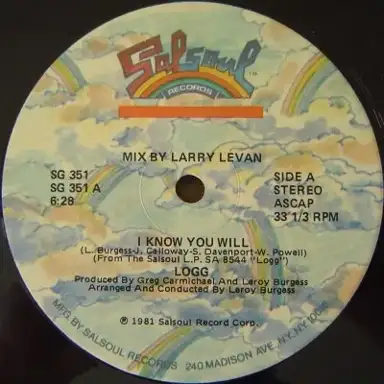 Salsoul
RECORDS
MIX BY LARRY LEVAN
SG 351
SG 351 A
6:28
SIDE A
STEREO
ASCAP
33 1/3 RPM
I KNOW YOU WILL
(L. Burgess-J. Calloway-S. Davenport-W. Powell)
(From The Salsoul L.P. SA 8544 ("Logg")
LOGG
Produced By Greg Carmichael And Leroy Burgess
Arranged And Conducted By Leroy Burgess
℗ 1981 Salsoul Record Corp.
MFG. BY SALSOUL RECORDS 240 MADISON AVE. NY. NY